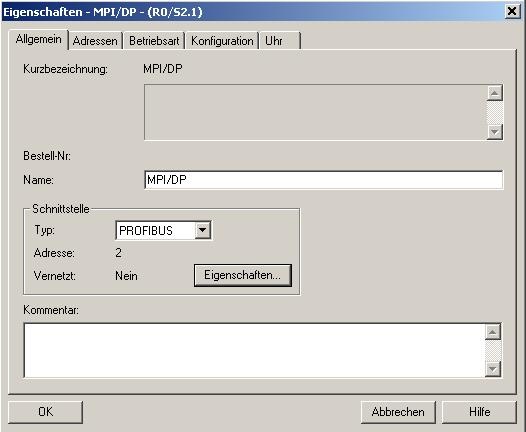 Eigenschaften - MPI/DP - (R0/S2.1)
Allgemein Adressen Betriebsart Konfiguration Uhr
Kurzbezeichnung: MPI/DP
Bestell-Nr.:
Name: MPI/DP
Schnittstelle
Typ: PROFIBUS
Adresse: 2
Vernetzt: Nein Eigenschaften...
Kommentar:
OK Abbrechen Hilfe